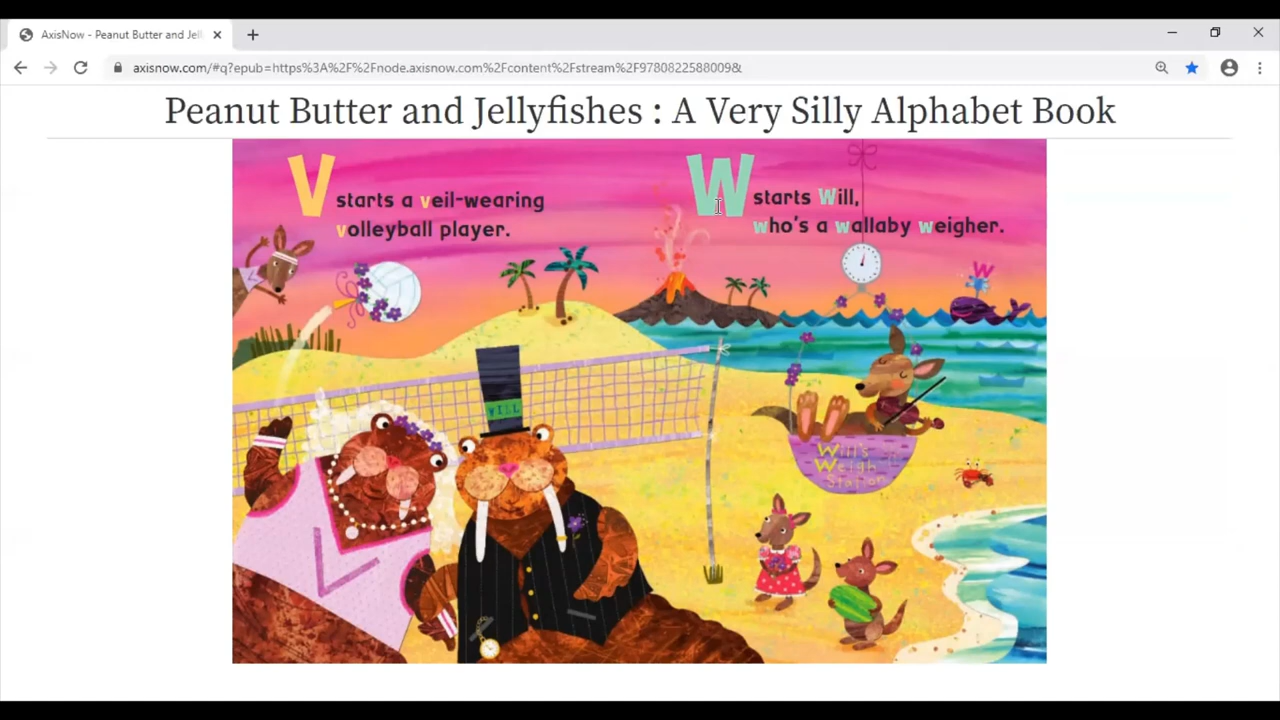 AxisNow - Peanut Butter and Jell
axisnow.com/#q?epub=https%3A%2F%2Fnode.axisnow.com%2Fcontent%2Fstream%2F9780822588009&
Peanut Butter and Jellyfishes : A Very Silly Alphabet Book
V starts a veil-wearing
volleyball player.
W starts Will,
who's a wallaby weigher.
W
WILL
Will's
Weigh
Station
V
V